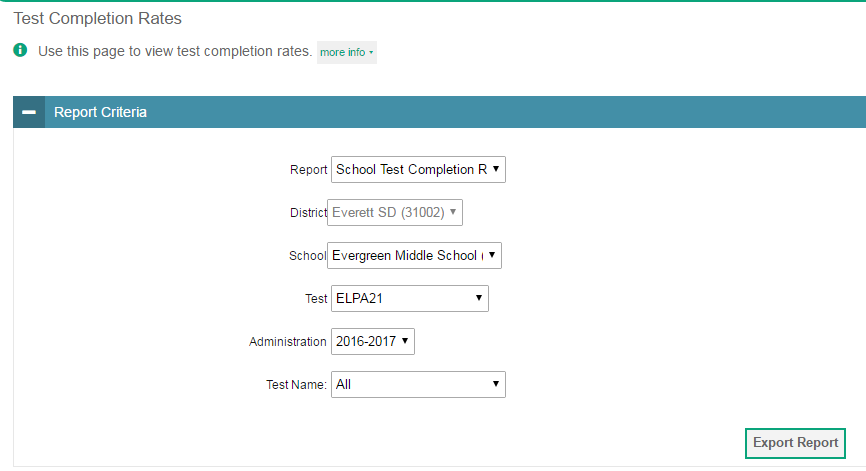 Test Completion Rates
Use this page to view test completion rates. more info
Report Criteria
Report School Test Completion R
District Everett SD (31002)
School Evergreen Middle School (
Test ELPA21
Administration 2016-2017
Test Name: All
Export Report